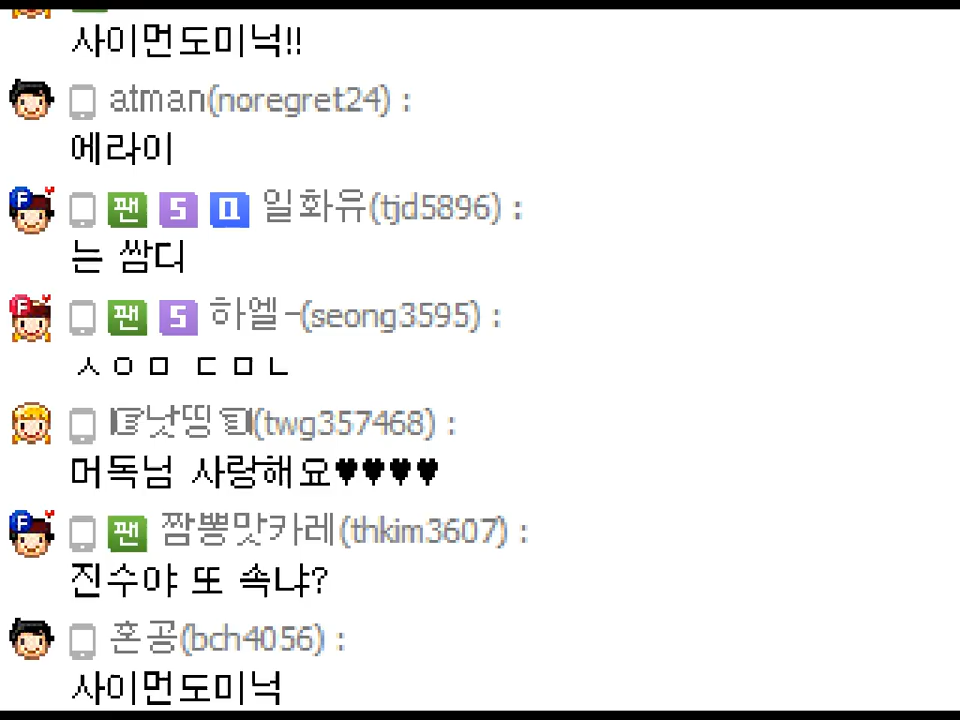 사이먼도미닉!!
atman(noregret24) :
에라이
F 팬 S 일화유(tjd5896) :
는 쌈디
F 팬 S 하엘-(seong3595) :
ㅅㅇㅁ ㄷㅁㄴ
☞낫띵☜(twg357468) :
머독님 사랑해요♥♥♥♥
F 팬 짬뽕맛카레(thkim3607) :
진수야 또 속냐?
혼공(bch4056) :
사이먼도미닉